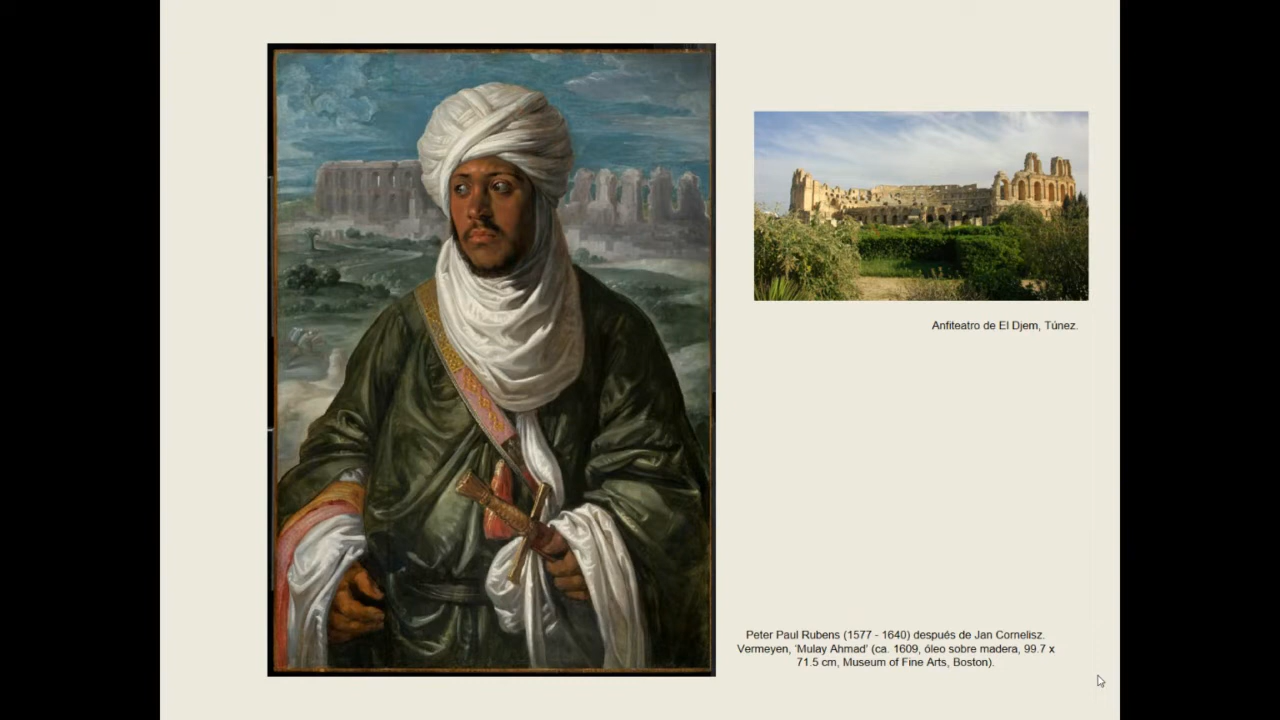 Anfiteatro de El Djem, Túnez.
Peter Paul Rubens (1577 - 1640) después de Jan Cornelisz.
Vermeyen, ‘Mulay Ahmad’ (ca. 1609, óleo sobre madera, 99.7 x
71.5 cm, Museum of Fine Arts, Boston).